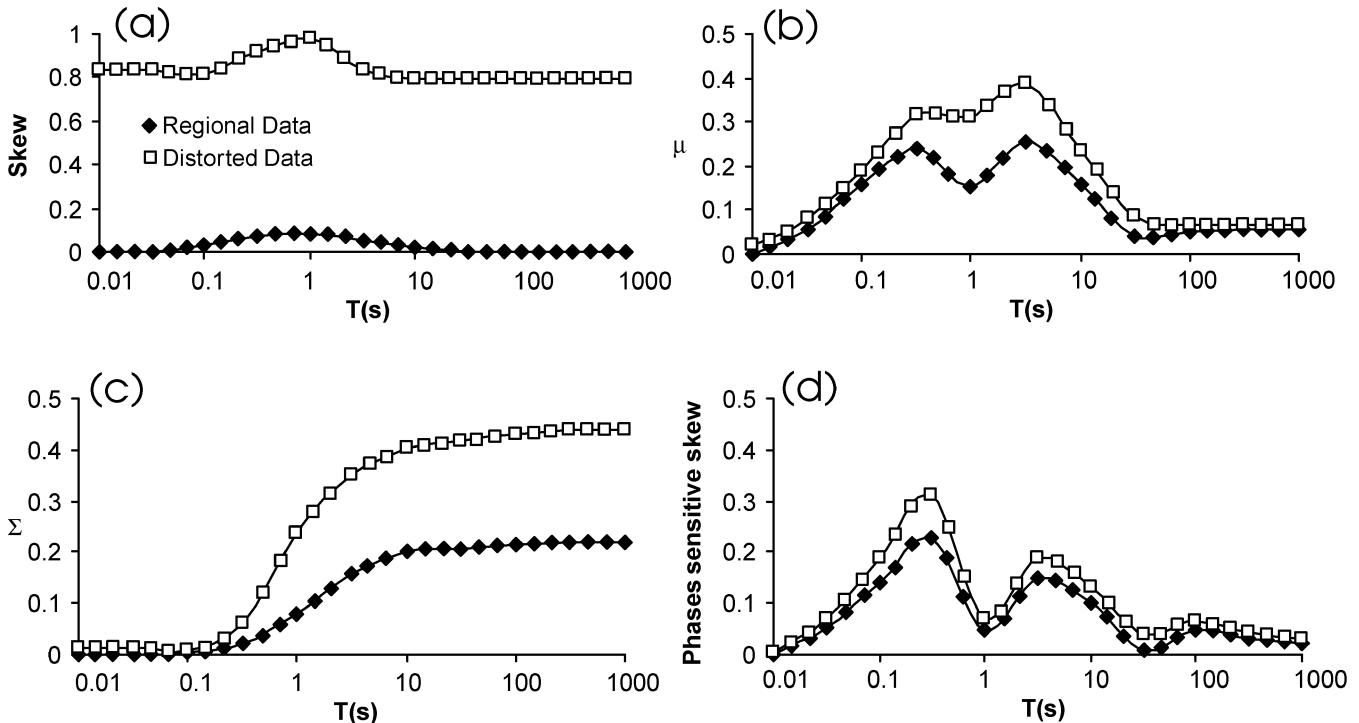 (a)
1
0.8
0.6
0.4
0.2
0
Skew
Regional Data
Distorted Data
0.01 0.1 1 10 100 1000
T(s)
(b)
0.5
0.4
0.3
0.2
0.1
0
μ
0.01 0.1 1 10 100 1000
T(s)
(c)
0.5
0.4
0.3
0.2
0.1
0
Σ
0.01 0.1 1 10 100 1000
T(s)
(d)
0.5
0.4
0.3
0.2
0.1
0
Phases sensitive skew
0.01 0.1 1 10 100 1000
T(s)